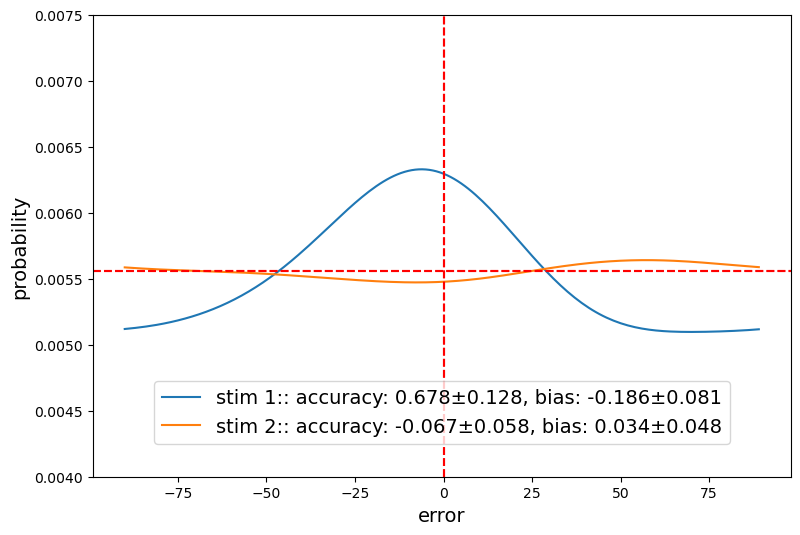 0.0075
0.0070
0.0065
0.0060
0.0055
0.0050
0.0045
0.0040
probability
stim 1:: accuracy: 0.678±0.128, bias: -0.186±0.081
stim 2:: accuracy: -0.067±0.058, bias: 0.034±0.048
−75 −50 −25 0 25 50 75
error